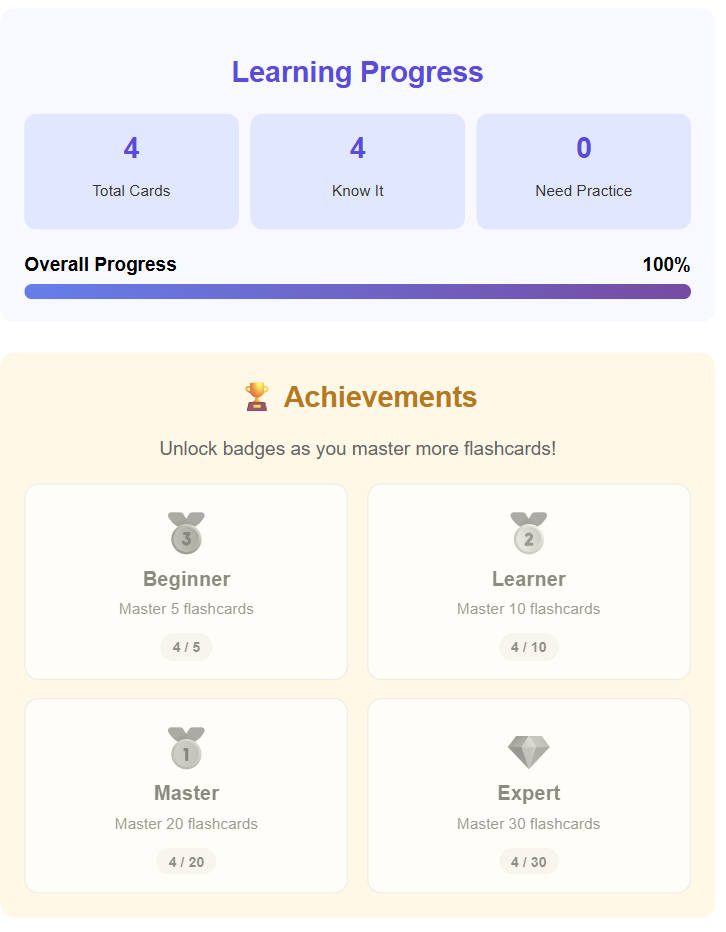 Learning Progress
4
Total Cards
4
Know It
0
Need Practice
Overall Progress
100%
Achievements
Unlock badges as you master more flashcards!
3
Beginner
Master 5 flashcards
4 / 5
2
Learner
Master 10 flashcards
4 / 10
1
Master
Master 20 flashcards
4 / 20
Expert
Master 30 flashcards
4 / 30